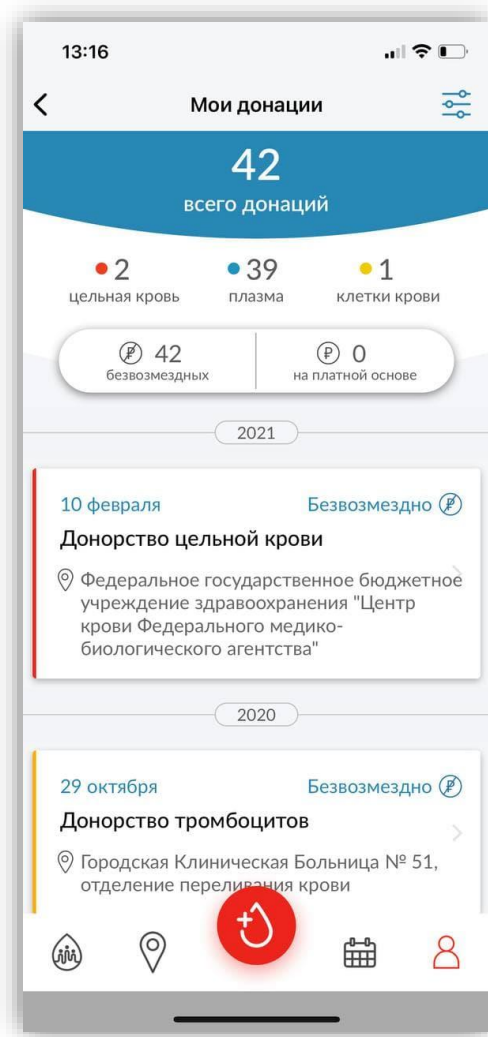 13:16
Мои донации
42
всего донаций
2
цельная кровь
39
плазма
1
клетки крови
42
безвозмездных
0
на платной основе
2021
10 февраля
Безвозмездно
Донорство цельной крови
Федеральное государственное бюджетное
учреждение здравоохранения "Центр
крови Федерального медико-
биологического агентства"
2020
29 октября
Безвозмездно
Донорство тромбоцитов
Городская Клиническая Больница № 51,
отделение переливания крови